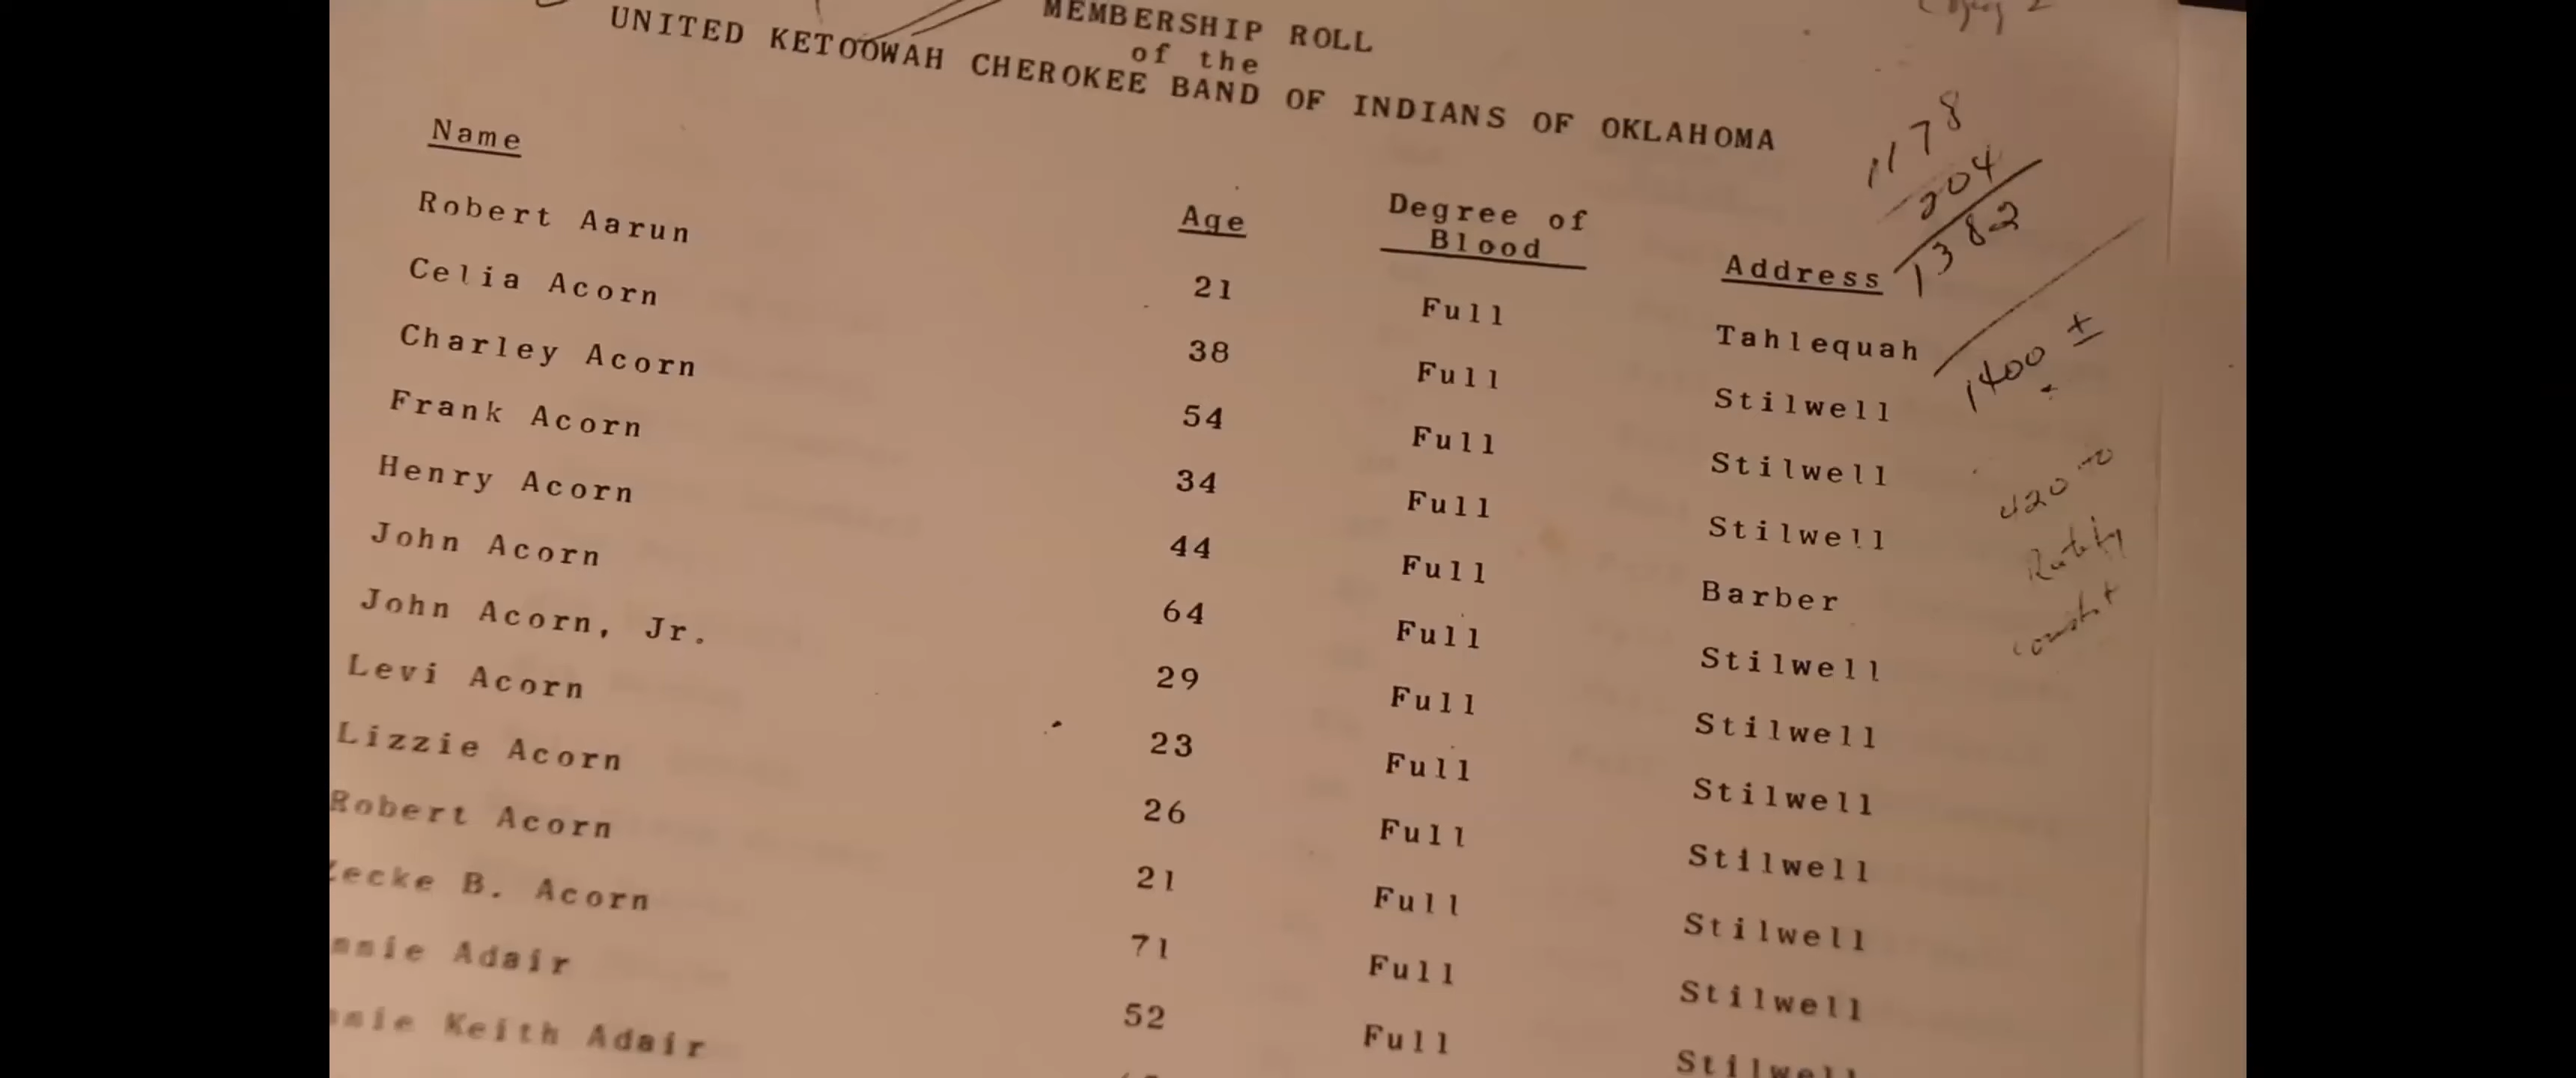 MEMBERSHIP ROLL
of the
UNITED KETOOWAH CHEROKEE BAND OF INDIANS OF OKLAHOMA
Name Age Degree of Blood Address
Robert Aarun 21 Full Tahlequah
Celia Acorn 38 Full Stilwell
Charley Acorn 54 Full Stilwell
Frank Acorn 34 Full Stilwell
Henry Acorn 44 Full Barber
John Acorn 64 Full Stilwell
John Acorn, Jr. 29 Full Stilwell
Levi Acorn 23 Full Stilwell
Lizzie Acorn 26 Full Stilwell
Robert Acorn 21 Full Stilwell
Zecke B. Acorn 71 Full Stilwell
Adair 52 Full Stilwell
Keith Adair
1178
204
1382
1400 ±